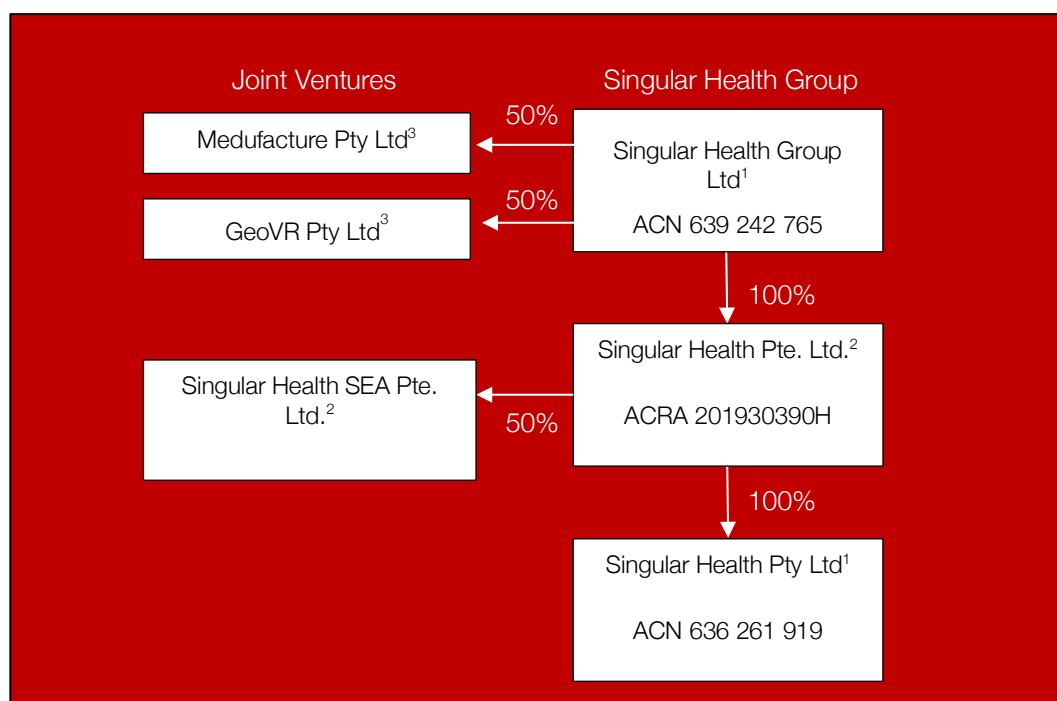 Joint Ventures
Singular Health Group
Medufacture Pty Ltd³
50%
Singular Health Group
Ltd¹
ACN 639 242 765
GeoVR Pty Ltd³
50%
100%
Singular Health Pte. Ltd.²
ACRA 201930390H
Singular Health SEA Pte.
Ltd.²
50%
100%
Singular Health Pty Ltd¹
ACN 636 261 919